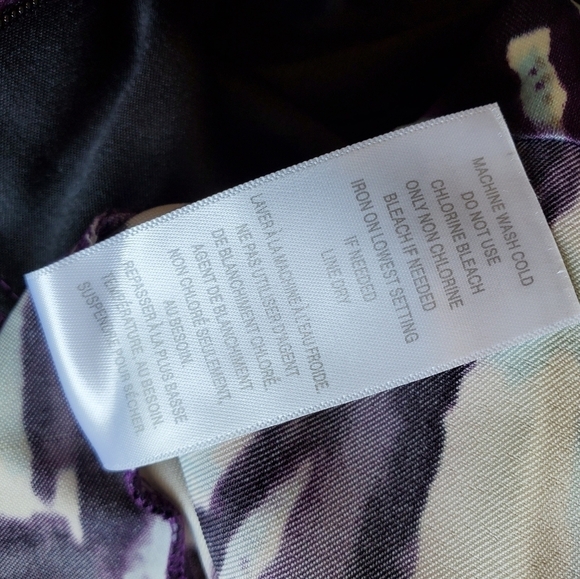 MACHINE WASH COLD
DO NOT USE
CHLORINE BLEACH
ONLY NON CHLORINE
BLEACH IF NEEDED
IRON ON LOWEST SETTING
IF NEEDED
LINE DRY
LAVER À LA MACHINE À L'EAU FROIDE.
NE PAS UTILISER D'AGENT
DE BLANCHIMENT CHLORÉ.
AGENT DE BLANCHIMENT
NON CHLORÉ SEULEMENT,
AU BESOIN.
REPASSER À LA PLUS BASSE
TEMPÉRATURE AU BESOIN.
SUSPENDRE POUR SÉCHER